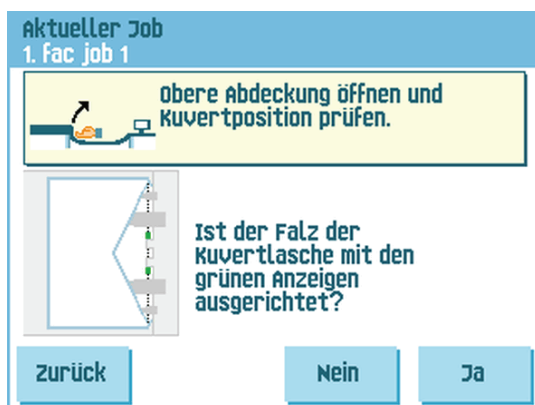 Aktueller Job
1. Fac job 1
Obere Abdeckung öffnen und
Kuvertposition prüfen.
Ist der Falz der
Kuvertlasche mit den
grünen Anzeigen
ausgerichtet?
Zurück
Nein
Ja